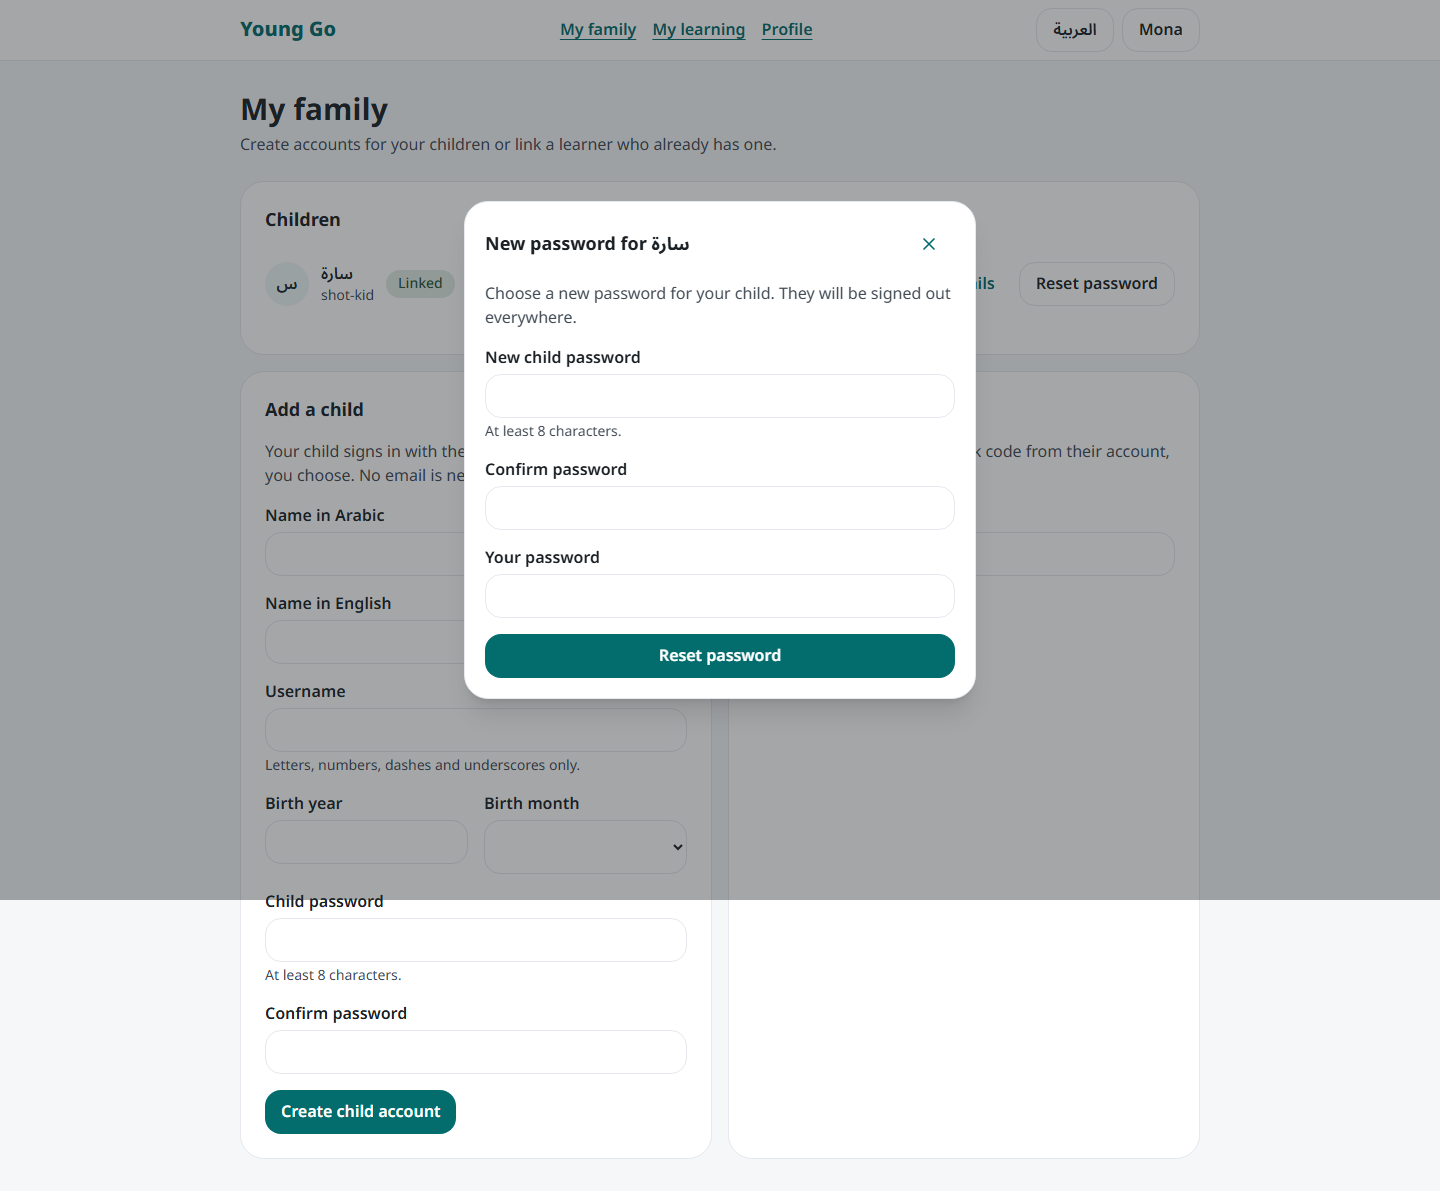 Young Go
My family
My learning
Profile
العربية
Mona
My family
Create accounts for your children or link a learner who already has one.
Children
س
سارة
shot-kid
Linked
Reset password
New password for سارة
Choose a new password for your child. They will be signed out
everywhere.
New child password
At least 8 characters.
Confirm password
Your password
Reset password
Add a child
Your child signs in with the
code from their account,
you choose. No email is
Name in Arabic
Name in English
Username
Letters, numbers, dashes and underscores only.
Birth year
Birth month
Child password
At least 8 characters.
Confirm password
Create child account